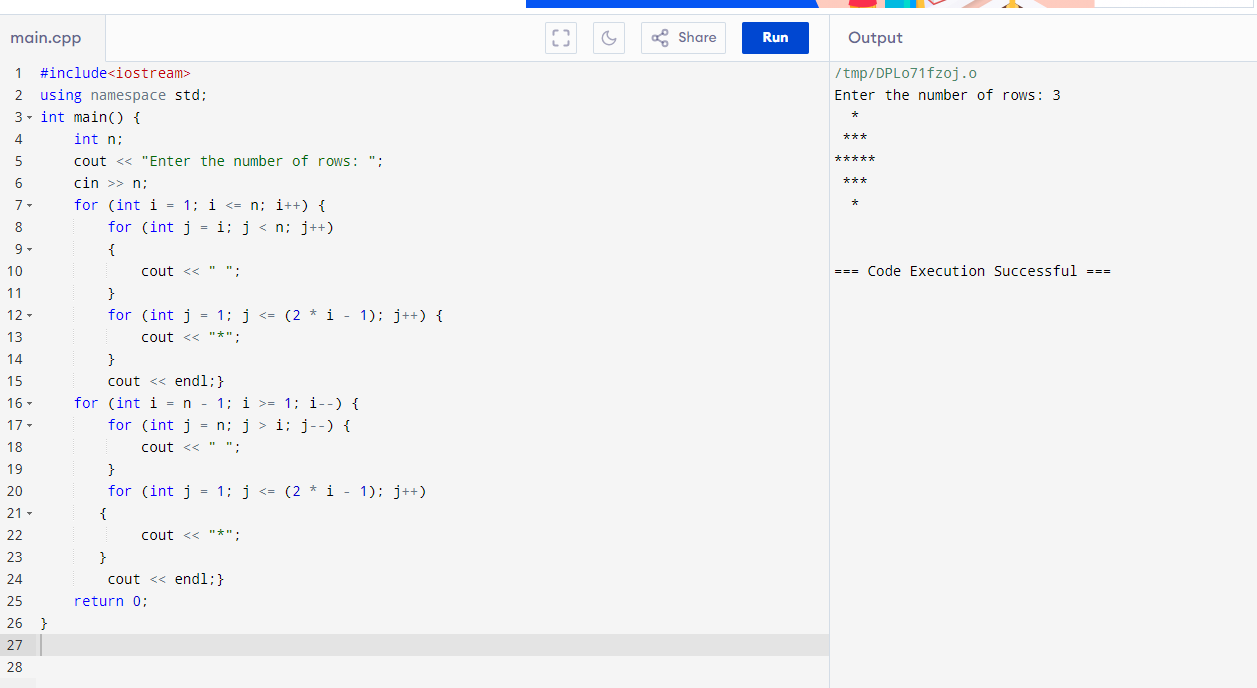 main.cpp
Share
Run
Output
1 #include<iostream>
2 using namespace std;
3 int main() {
4     int n;
5     cout << "Enter the number of rows: ";
6     cin >> n;
7     for (int i = 1; i <= n; i++) {
8         for (int j = i; j < n; j++)
9         {
10             cout << " ";
11         }
12         for (int j = 1; j <= (2 * i - 1); j++) {
13             cout << "*";
14         }
15         cout << endl;}
16     for (int i = n - 1; i >= 1; i--) {
17         for (int j = n; j > i; j--) {
18             cout << " ";
19         }
20         for (int j = 1; j <= (2 * i - 1); j++)
21        {
22             cout << "*";
23        }
24         cout << endl;}
25     return 0;
26 }
27
28
/tmp/DPLo71fzoj.o
Enter the number of rows: 3
  *
 ***
*****
 ***
  *
=== Code Execution Successful ===